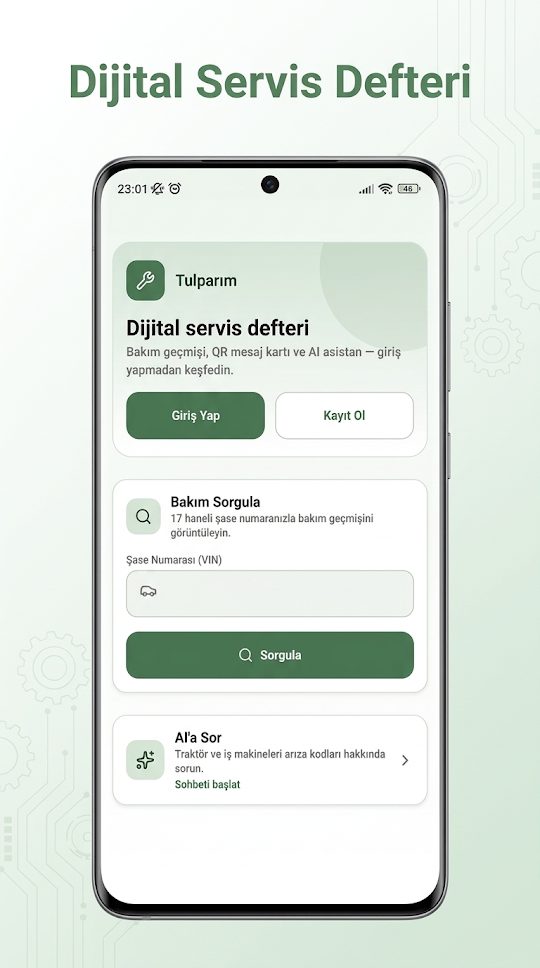 Dijital Servis Defteri
23:01
46
Tulparım
Dijital servis defteri
Bakım geçmişi, QR mesaj kartı ve AI asistan — giriş
yapmadan keşfedin.
Giriş Yap
Kayıt Ol
Bakım Sorgula
17 haneli şase numaranızla bakım geçmişini
görüntüleyin.
Şase Numarası (VIN)
Sorgula
AI'a Sor
Traktör ve iş makineleri arıza kodları hakkında
sorun.
Sohbeti başlat